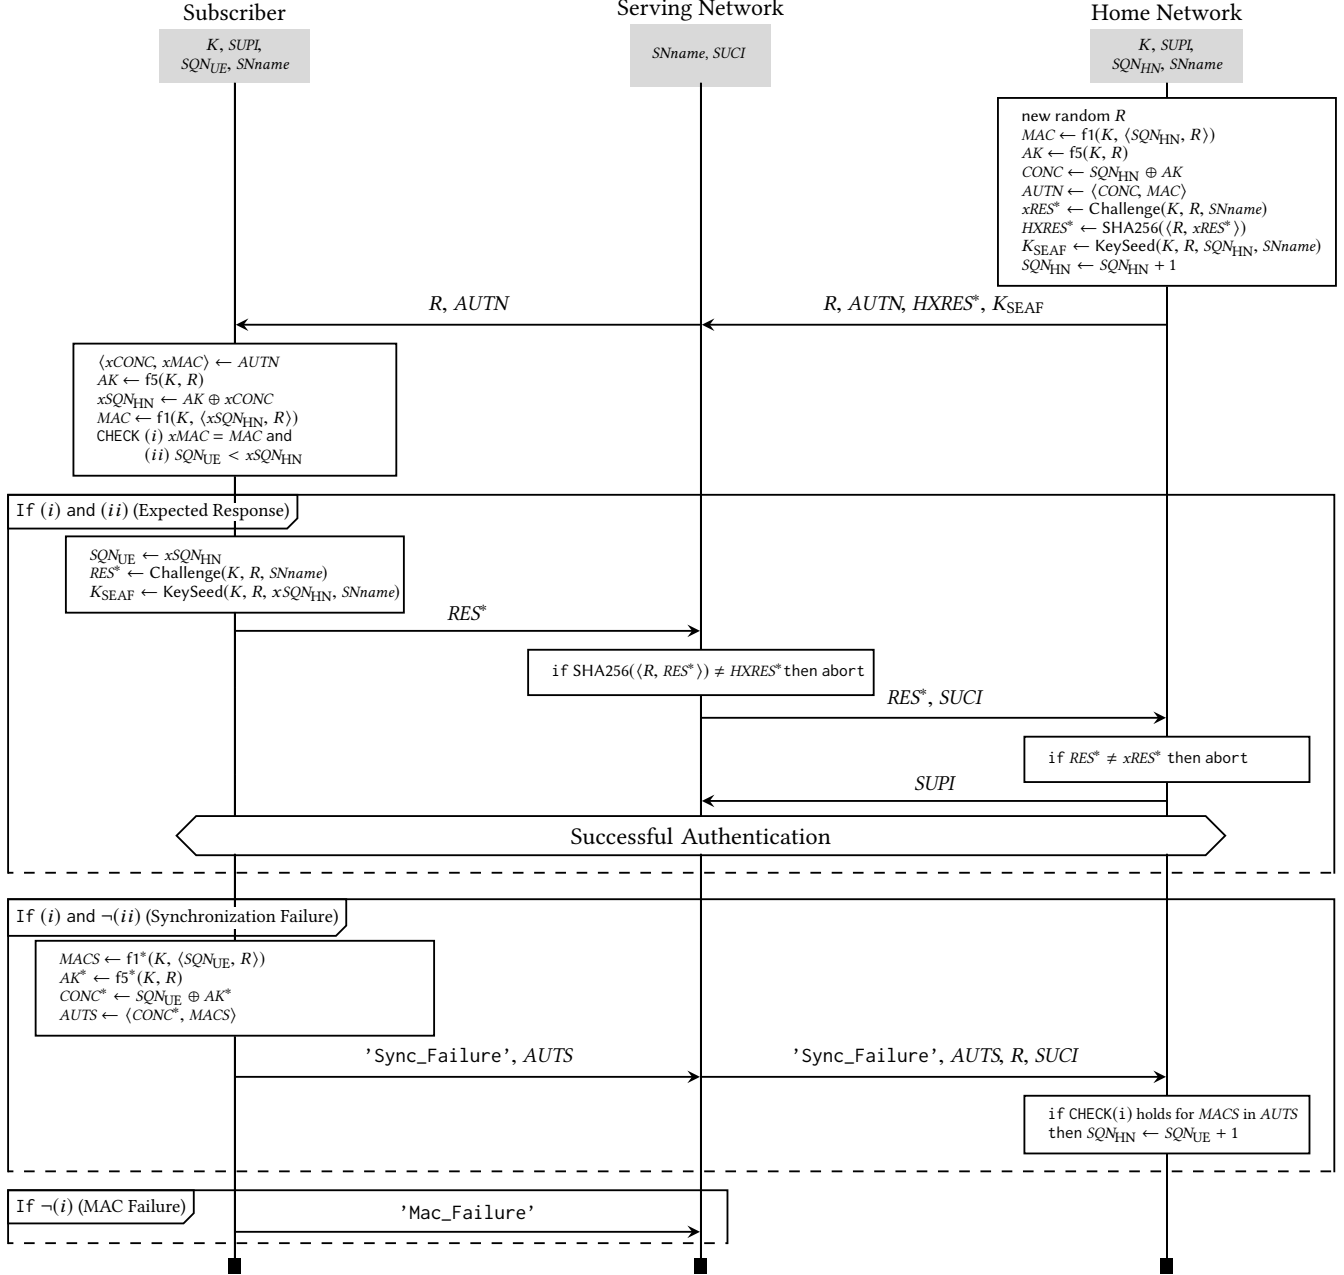 Subscriber
Serving Network
Home Network
K, SUPI,
SQN_UE, SNname
SNname, SUCI
K, SUPI,
SQN_HN, SNname
new random R
MAC ← f1(K, ⟨SQN_HN, R⟩)
AK ← f5(K, R)
CONC ← SQN_HN ⊕ AK
AUTN ← ⟨CONC, MAC⟩
xRES* ← Challenge(K, R, SNname)
HXRES* ← SHA256(⟨R, xRES*⟩)
K_SEAF ← KeySeed(K, R, SQN_HN, SNname)
SQN_HN ← SQN_HN + 1
R, AUTN
R, AUTN, HXRES*, K_SEAF
⟨xCONC, xMAC⟩ ← AUTN
AK ← f5(K, R)
xSQN_HN ← AK ⊕ xCONC
MAC ← f1(K, ⟨xSQN_HN, R⟩)
CHECK (i) xMAC = MAC and
(ii) SQN_UE < xSQN_HN
If (i) and (ii) (Expected Response)
SQN_UE ← xSQN_HN
RES* ← Challenge(K, R, SNname)
K_SEAF ← KeySeed(K, R, xSQN_HN, SNname)
RES*
if SHA256(⟨R, RES*⟩) ≠ HXRES* then abort
RES*, SUCI
if RES* ≠ xRES* then abort
SUPI
Successful Authentication
If (i) and ¬(ii) (Synchronization Failure)
MACS ← f1*(K, ⟨SQN_UE, R⟩)
AK* ← f5*(K, R)
CONC* ← SQN_UE ⊕ AK*
AUTS ← ⟨CONC*, MACS⟩
'Sync_Failure', AUTS
'Sync_Failure', AUTS, R, SUCI
if CHECK(i) holds for MACS in AUTS
then SQN_HN ← SQN_UE + 1
If ¬(i) (MAC Failure)
'Mac_Failure'